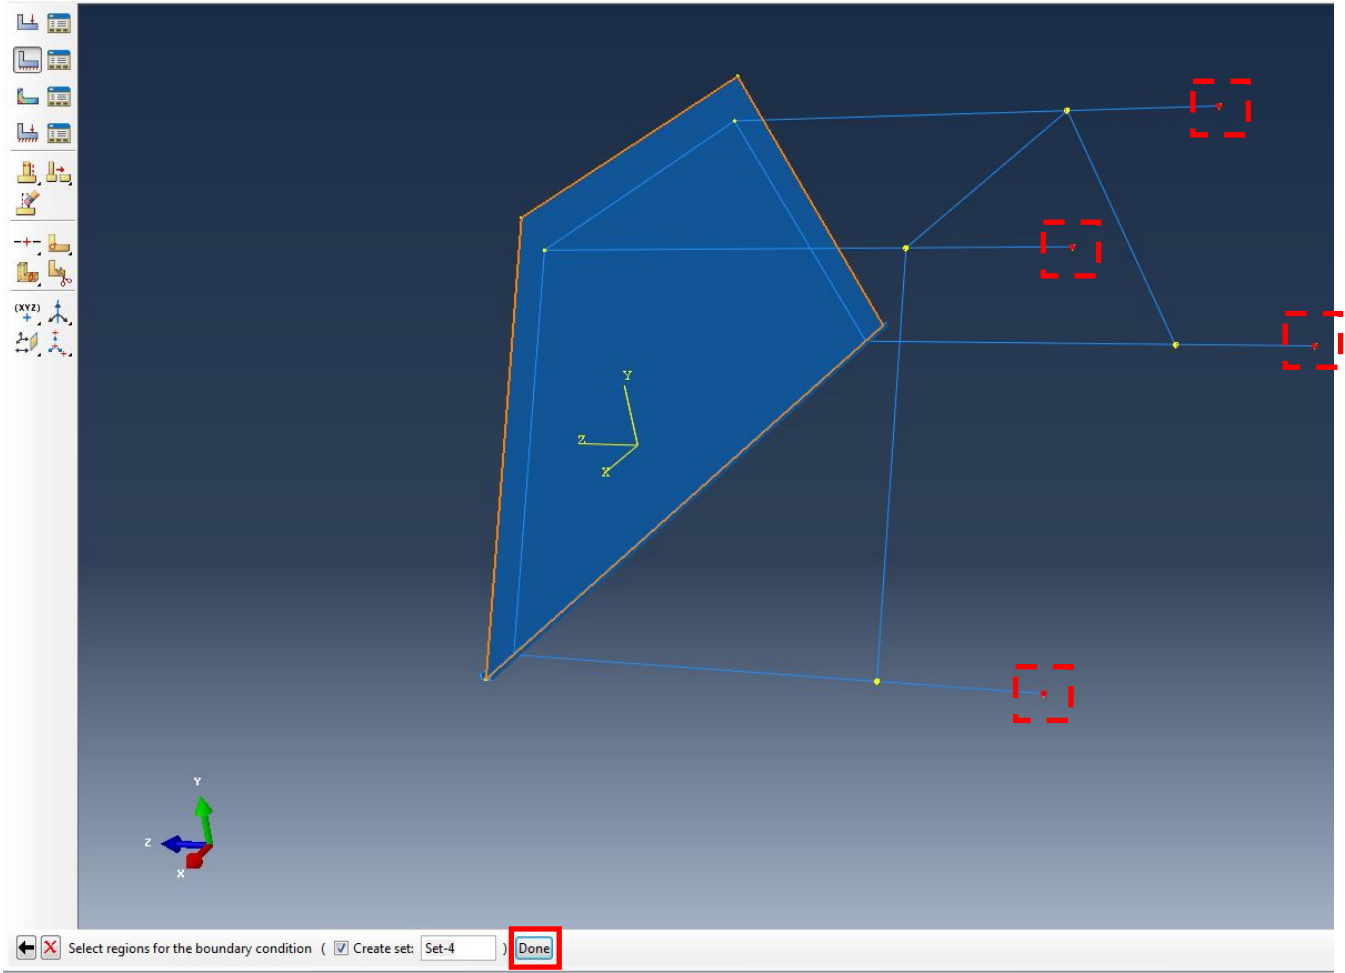 (XYZ)
Y
Z
X
Y
Z
X
Select regions for the boundary condition ( Create set: Set-4 ) Done